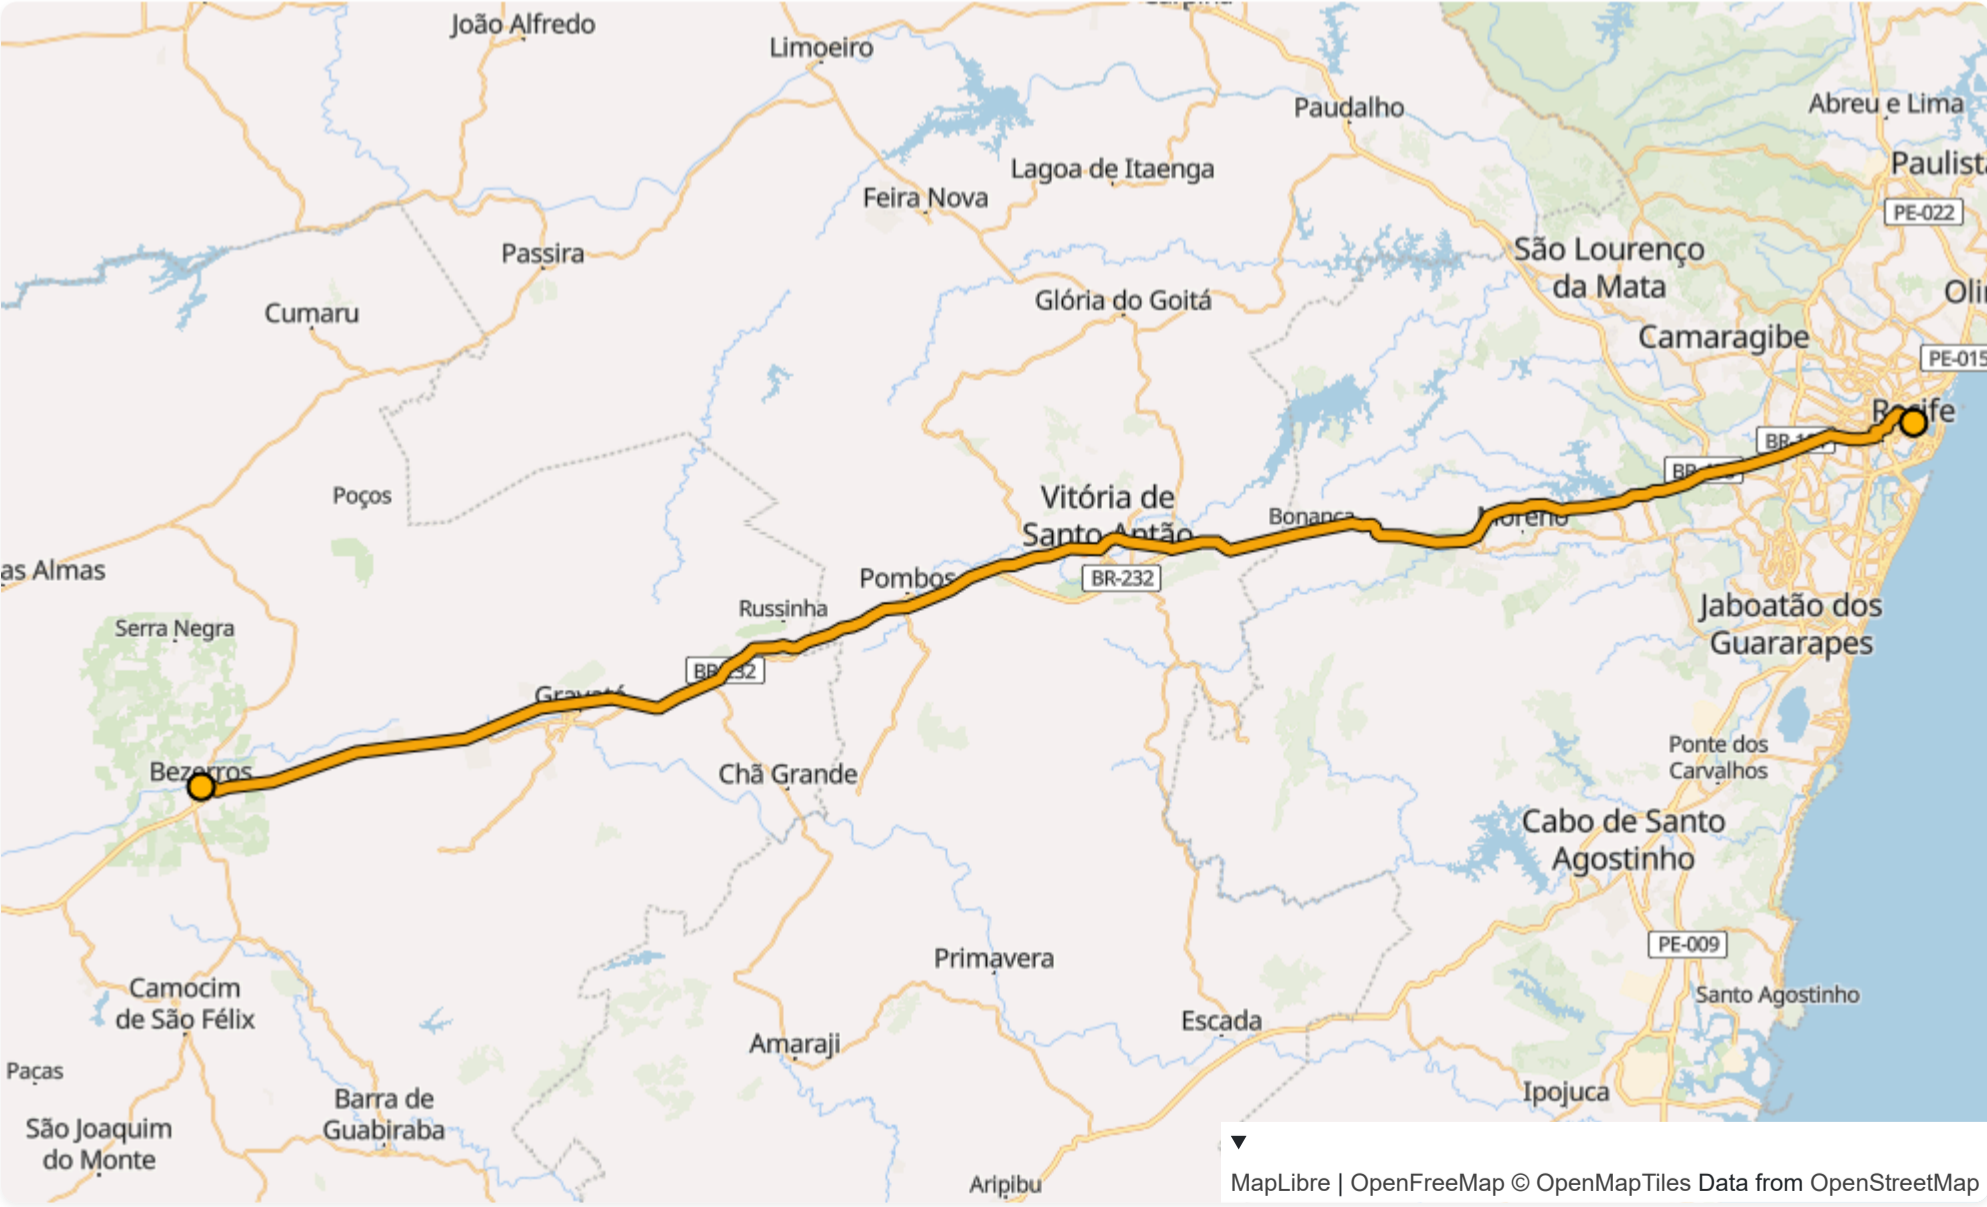 João Alfredo
Limoeiro
Paudalho
Abreu e Lima
Lagoa de Itaenga
Feira Nova
PE-022
Passira
São Lourenço
da Mata
Glória do Goitá
Cumaru
Camaragibe
PE-015
Recife
BR-232
Poços
Vitória de
Santo Antão
Bonança
Moreno
as Almas
Pombos
BR-232
Russinha
Jaboatão dos
Guararapes
Serra Negra
Gravatá
Bezerros
Chã Grande
Ponte dos
Carvalhos
Cabo de Santo
Agostinho
PE-009
Primavera
Camocim
de São Félix
Santo Agostinho
Escada
Amaraji
Paças
Ipojuca
Barra de
Guabiraba
São Joaquim
do Monte
Aripibu
▼
MapLibre | OpenFreeMap © OpenMapTiles Data from OpenStreetMap